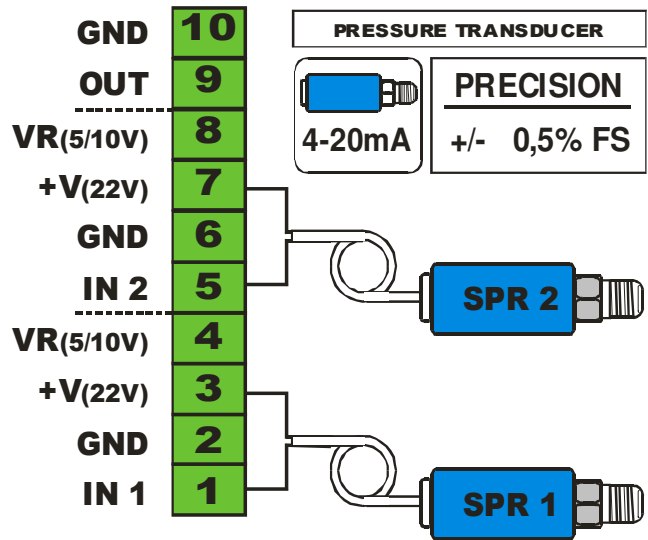 GND 10
OUT 9
VR(5/10V) 8
+V(22V) 7
GND 6
IN 2 5
VR(5/10V) 4
+V(22V) 3
GND 2
IN 1 1
PRESSURE TRANSDUCER
4-20mA
PRECISION
+/- 0,5% FS
SPR 2
SPR 1